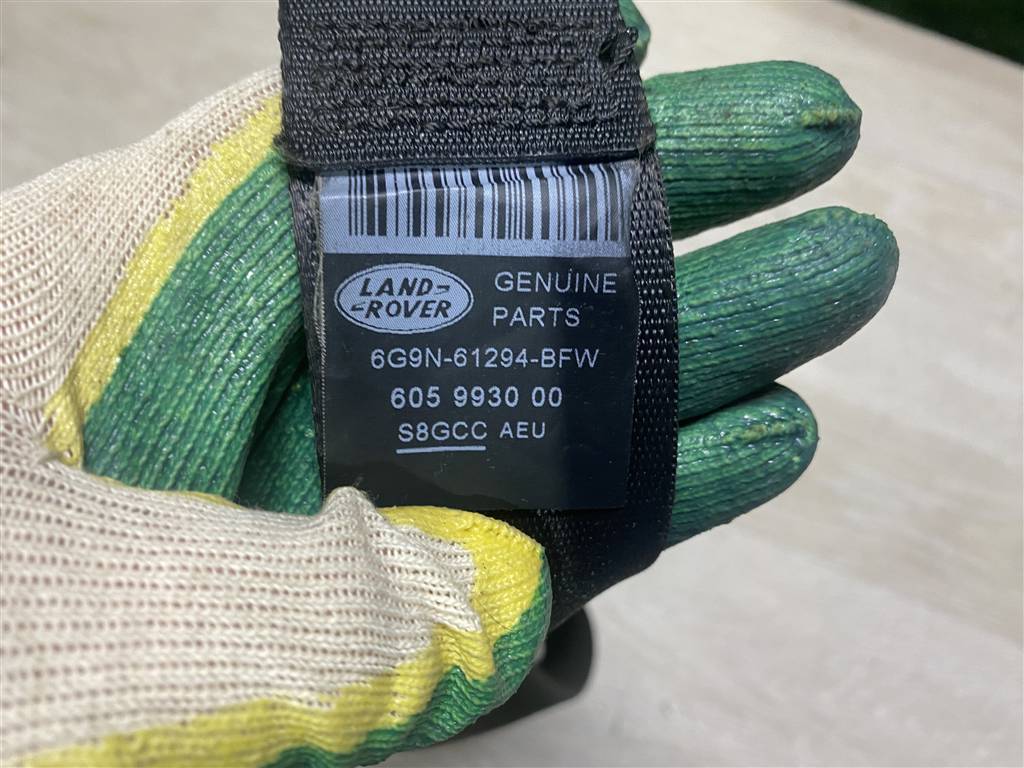 LAND
ROVER
GENUINE
PARTS
6G9N-61294-BFW
605 9930 00
S8GCC AEU